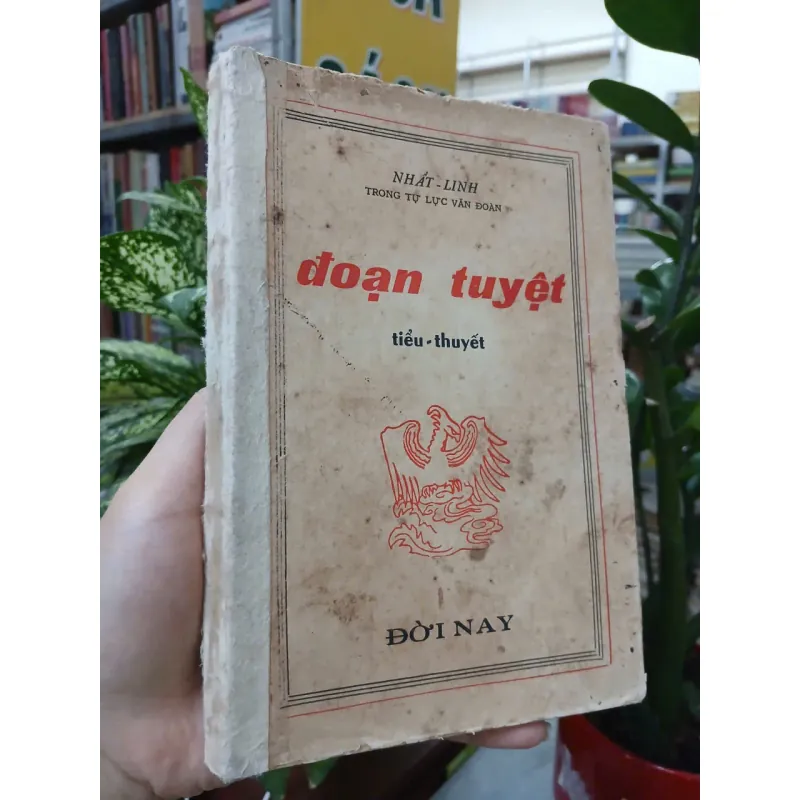 NHẤT - LINH
TRONG TỰ LỰC VĂN ĐOÀN
đoạn tuyệt
tiểu - thuyết
ĐỜI NAY